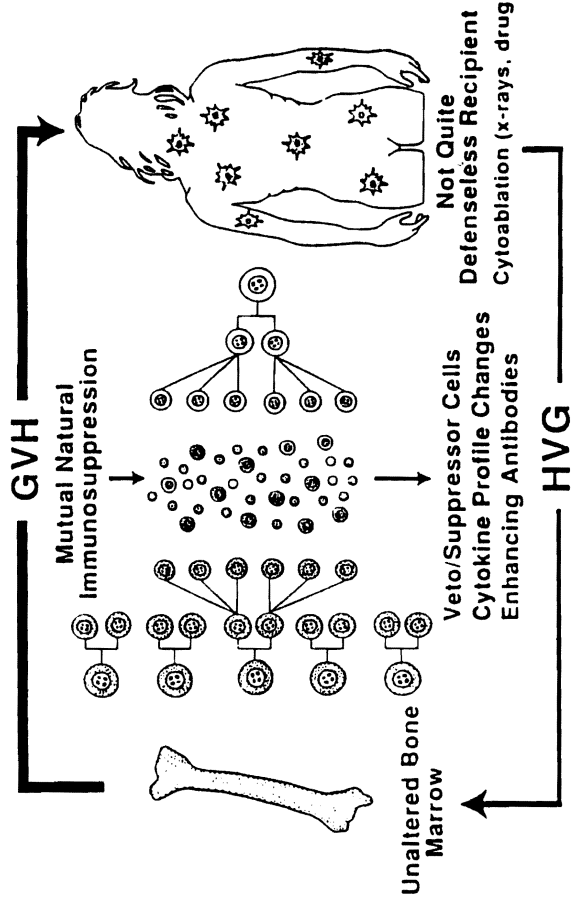 GVH
Mutual Natural
Immunosuppression
Unaltered Bone
Marrow
Veto/Suppressor Cells
Cytokine Profile Changes
Enhancing Antibodies
Not Quite
Defenseless Recipient
Cytoablation (x-rays, drug
HVG